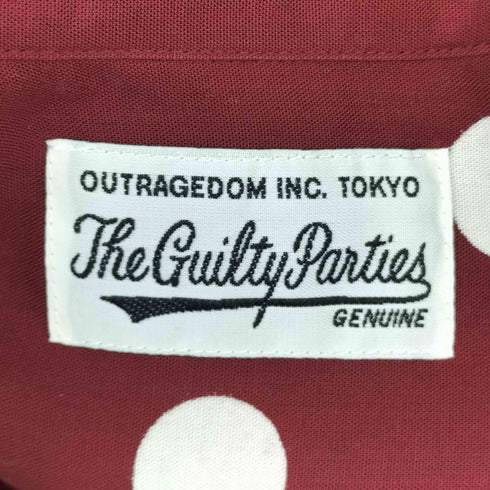 OUTRAGEDOM INC. TOKYO
The Guilty Parties
GENUINE